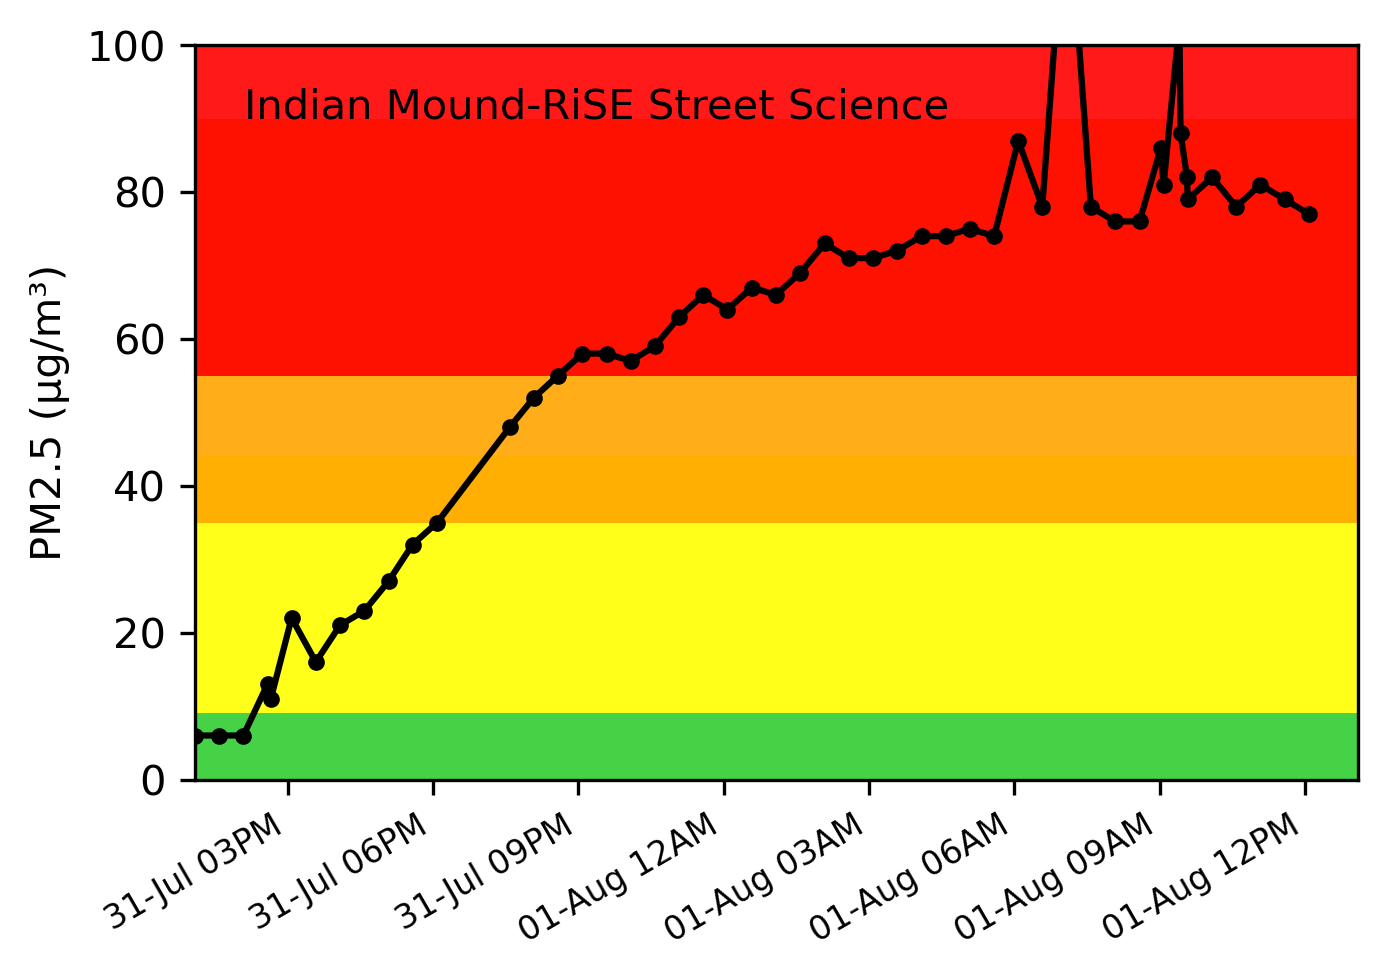 100
Indian Mound-RiSE Street Science
80
60
40
20
0
PM2.5 (µg/m³)
31-Jul 03PM
31-Jul 06PM
31-Jul 09PM
01-Aug 12AM
01-Aug 03AM
01-Aug 06AM
01-Aug 09AM
01-Aug 12PM